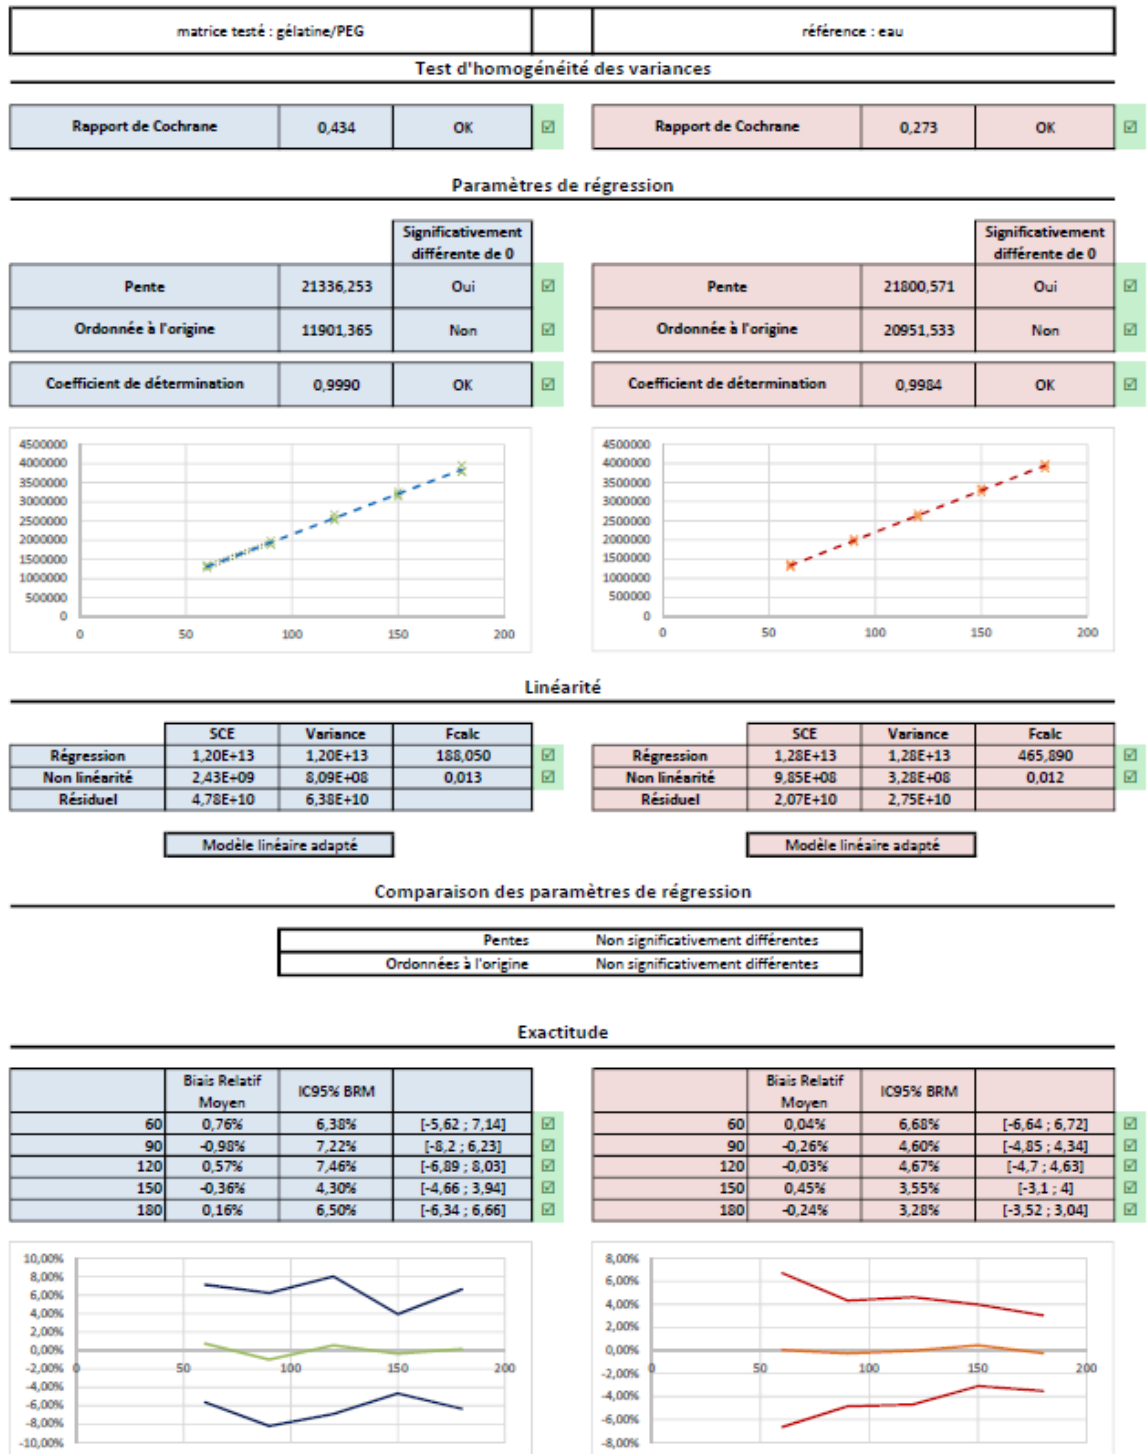 matrice testé : gélatine/PEG référence : eau
Test d'homogénéité des variances
Rapport de Cochrane 0,434 OK ☑ Rapport de Cochrane 0,273 OK ☑
Paramètres de régression
Significativement Significativement
différente de 0 différente de 0
Pente 21336,253 Oui ☑ Pente 21800,571 Oui ☑
Ordonnée à l'origine 11901,365 Non ☑ Ordonnée à l'origine 20951,533 Non ☑
Coefficient de détermination 0,9990 OK ☑ Coefficient de détermination 0,9984 OK ☑
4500000 4500000
4000000 4000000
3500000 3500000
3000000 3000000
2500000 2500000
2000000 2000000
1500000 1500000
1000000 1000000
500000 500000
0 0
0 50 100 150 200 0 50 100 150 200
Linéarité
SCE Variance Fcalc SCE Variance Fcalc
Régression 1,20E+13 1,20E+13 188,050 ☑ Régression 1,28E+13 1,28E+13 465,890 ☑
Non linéarité 2,43E+09 8,09E+08 0,013 ☑ Non linéarité 9,85E+08 3,28E+08 0,012 ☑
Résiduel 4,78E+10 6,38E+10 Résiduel 2,07E+10 2,75E+10
Modèle linéaire adapté Modèle linéaire adapté
Comparaison des paramètres de régression
Pentes Non significativement différentes
Ordonnées à l'origine Non significativement différentes
Exactitude
Biais Relatif Biais Relatif
Moyen IC95% BRM Moyen IC95% BRM
60 0,76% 6,38% [-5,62 ; 7,14] ☑ 60 0,04% 6,68% [-6,64 ; 6,72] ☑
90 -0,98% 7,22% [-8,2 ; 6,23] ☑ 90 -0,26% 4,60% [-4,85 ; 4,34] ☑
120 0,57% 7,46% [-6,89 ; 8,03] ☑ 120 -0,03% 4,67% [-4,7 ; 4,63] ☑
150 -0,36% 4,30% [-4,66 ; 3,94] ☑ 150 0,45% 3,55% [-3,1 ; 4] ☑
180 0,16% 6,50% [-6,34 ; 6,66] ☑ 180 -0,24% 3,28% [-3,52 ; 3,04] ☑
10,00% 8,00%
8,00% 6,00%
6,00% 4,00%
4,00% 2,00%
2,00% 0,00%
0,00% 0 50 100 150 200
-2,00% 0 50 100 150 200 -2,00%
-4,00% -4,00%
-6,00% -6,00%
-8,00% -8,00%
-10,00%